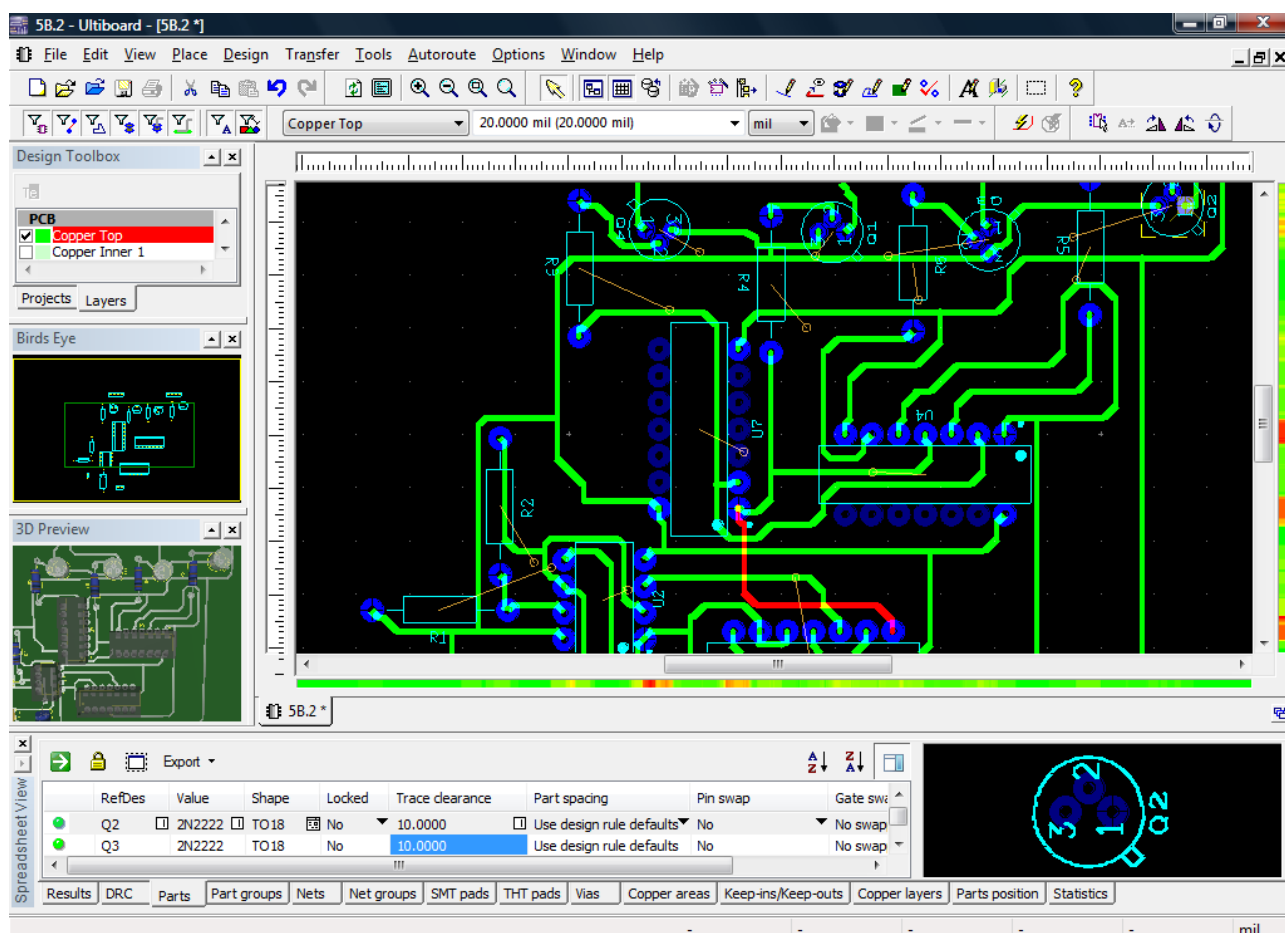 5B.2 - Ultiboard - [5B.2 *]
File Edit View Place Design Transfer Tools Autoroute Options Window Help
Copper Top 20.0000 mil (20.0000 mil) mil
Design Toolbox
PCB
Copper Top
Copper Inner 1
Projects Layers
Birds Eye
3D Preview
Q4 Q1 Q2
R3 R4 R5
U7 U4
R2
U2
R1
5B.2 *
Export
Spreadsheet View
RefDes Value Shape Locked Trace clearance Part spacing Pin swap Gate swa
Q2 2N2222 TO18 No 10.0000 Use design rule defaults No No swap
Q3 2N2222 TO18 No 10.0000 Use design rule defaults No No swap
3 2 1 Q2
Results DRC Parts Part groups Nets Net groups SMT pads THT pads Vias Copper areas Keep-ins/Keep-outs Copper layers Parts position Statistics
- - - - - mil